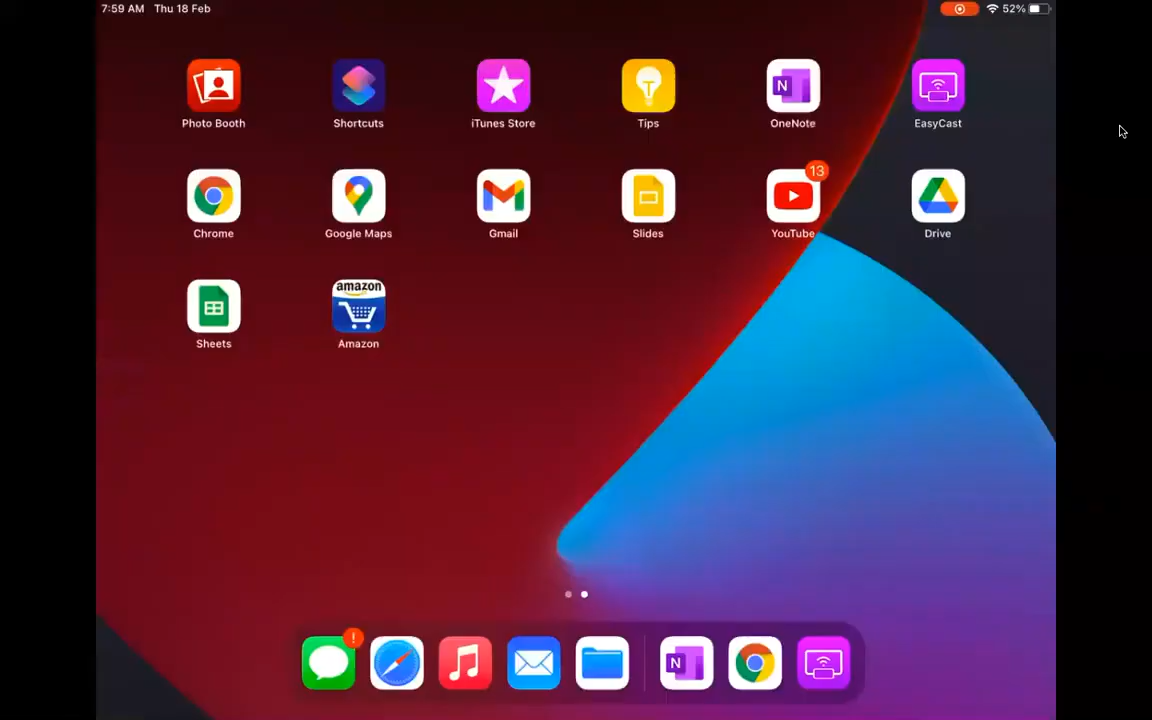 7:59 AM Thu 18 Feb
52%
Photo Booth
Shortcuts
iTunes Store
Tips
N
OneNote
EasyCast
Chrome
Google Maps
Gmail
Slides
13
YouTube
Drive
Sheets
amazon
Amazon
!
N